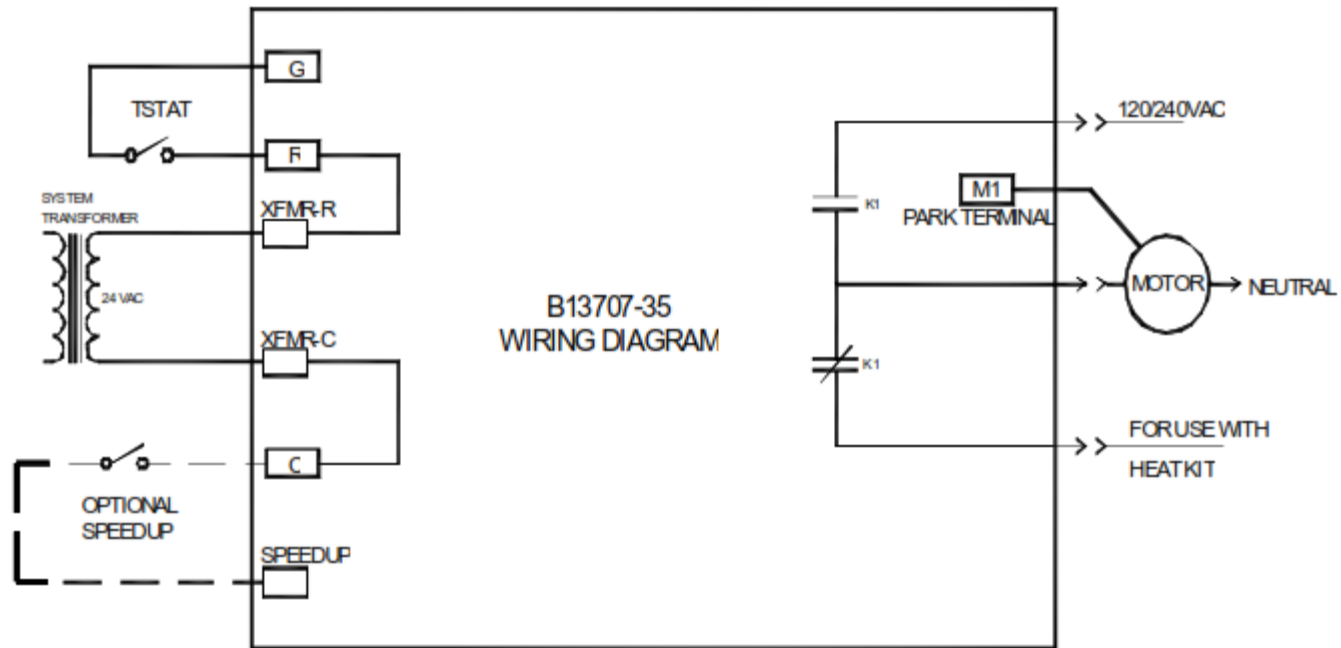 G
TSTAT
R
SYSTEM
TRANSFORMER
XFMR-R
24 VAC
XFMR-C
C
OPTIONAL
SPEEDUP
SPEEDUP
B13707-35
WIRING DIAGRAM
120/240VAC
K1
M1
PARK TERMINAL
MOTOR
NEUTRAL
K1
FOR USE WITH
HEAT KIT